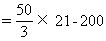 = 50/3 × 21-200